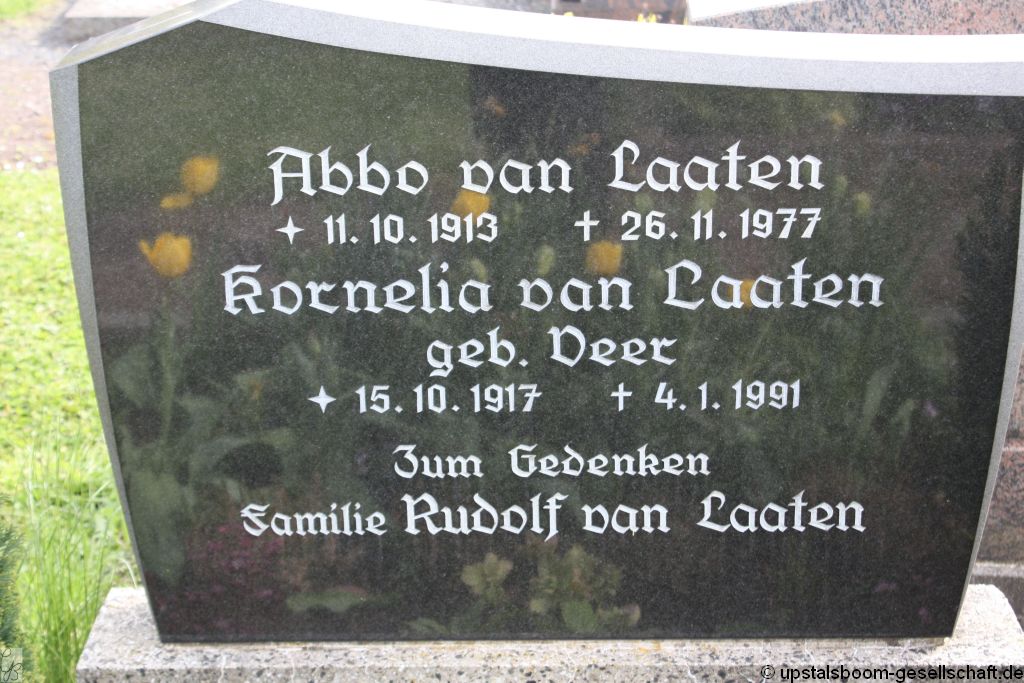 Abbo van Laaten
✦ 11. 10. 1913 ✝ 26. 11. 1977
Kornelia van Laaten
geb. Veer
✦ 15. 10. 1917 ✝ 4. 1. 1991
Zum Gedenken
Familie Rudolf van Laaten
© upstalsboom-gesellschaft.de